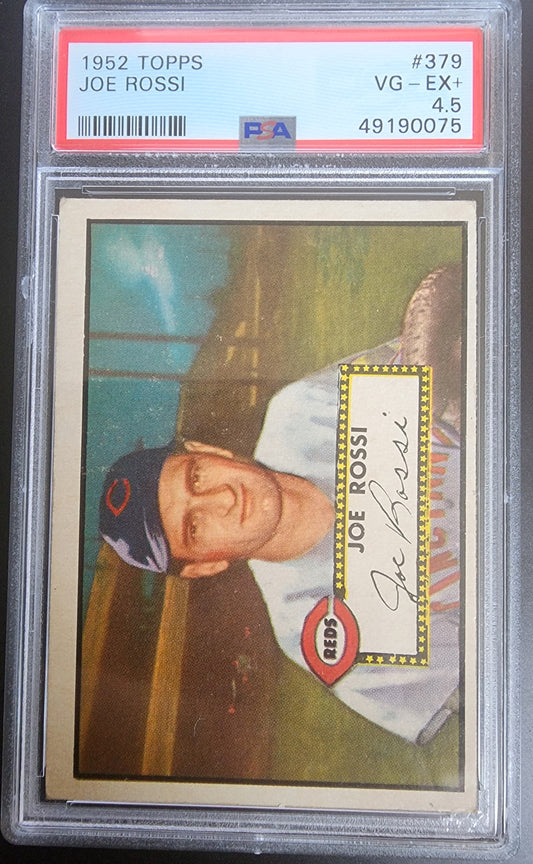 1952 TOPPS #379
JOE ROSSI VG – EX+
4.5
PSA 49190075
C
JOE ROSSI
Joe Rossi
REDS